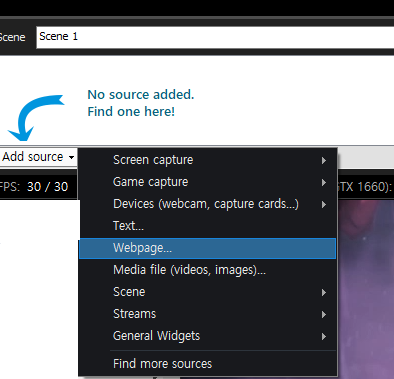 Scene Scene 1
No source added.
Find one here!
Add source
FPS: 30 / 30
GTX 1660):
Screen capture
Game capture
Devices (webcam, capture cards...)
Text...
Webpage...
Media file (videos, images)...
Scene
Streams
General Widgets
Find more sources